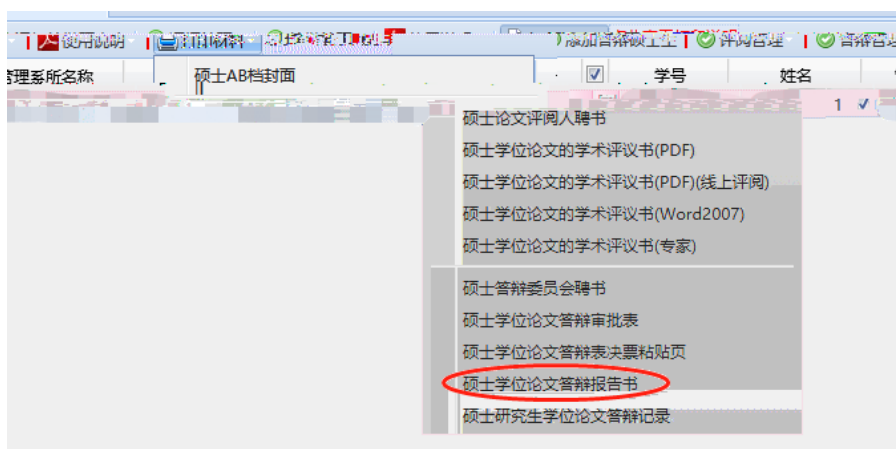 使用说明 打印材料 添加答辩硕士生 评阅管理
管理系所名称 硕士AB档封面 学号 姓名
1
硕士论文评阅人聘书
硕士学位论文的学术评议书(PDF)
硕士学位论文的学术评议书(PDF)(线上评阅)
硕士学位论文的学术评议书(Word2007)
硕士学位论文的学术评议书(专家)
硕士答辩委员会聘书
硕士学位论文答辩审批表
硕士学位论文答辩表决票粘贴页
硕士学位论文答辩报告书
硕士研究生学位论文答辩记录